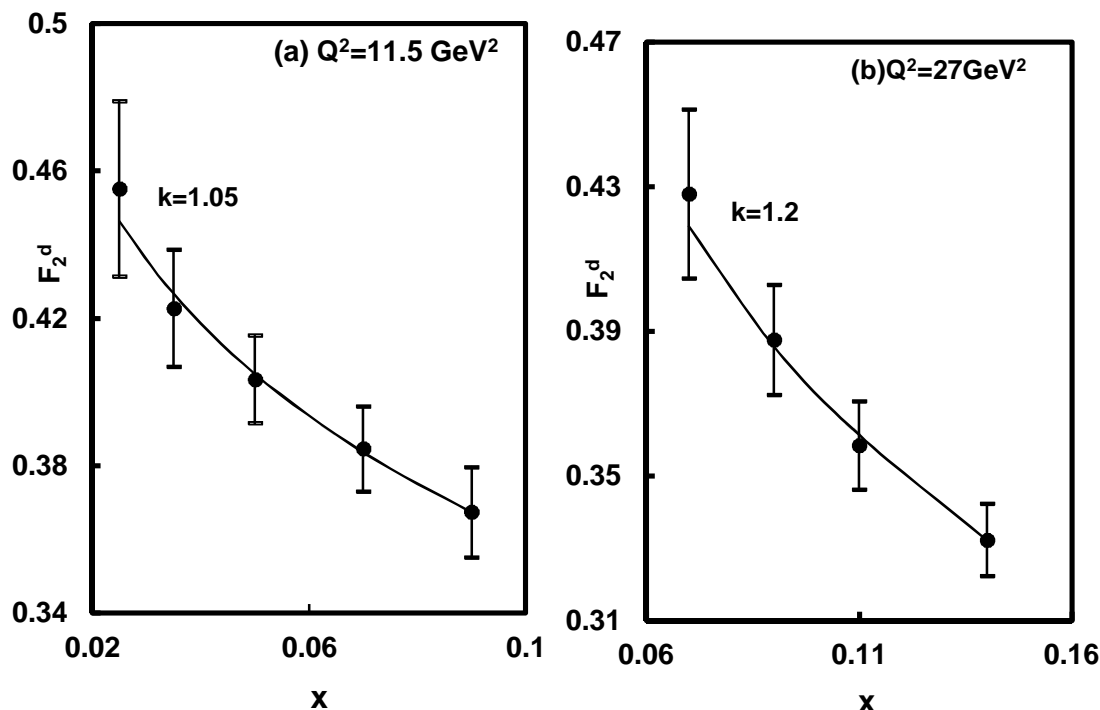 (a) Q²=11.5 GeV²
0.5
0.46
0.42
0.38
0.34
F₂ᵈ
k=1.05
0.02
0.06
0.1
x
(b)Q²=27GeV²
0.47
0.43
0.39
0.35
0.31
F₂ᵈ
k=1.2
0.06
0.11
0.16
x